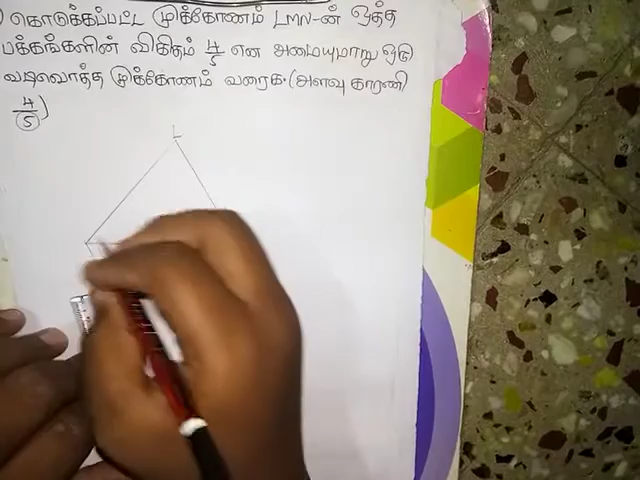 கொடுக்கப்பட்ட முக்கோணம் LMN-ன் ஒத்த
பக்கங்களின் விகிதம் 4/5 என அமையுமாறு ஒரு
வடிவொத்த முக்கோணம் வரைக. (அளவு காரணி
4/5)
L